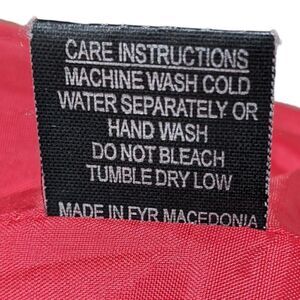 CARE INSTRUCTIONS
MACHINE WASH COLD
WATER SEPARATELY OR
HAND WASH
DO NOT BLEACH
TUMBLE DRY LOW
MADE IN FYR MACEDONIA